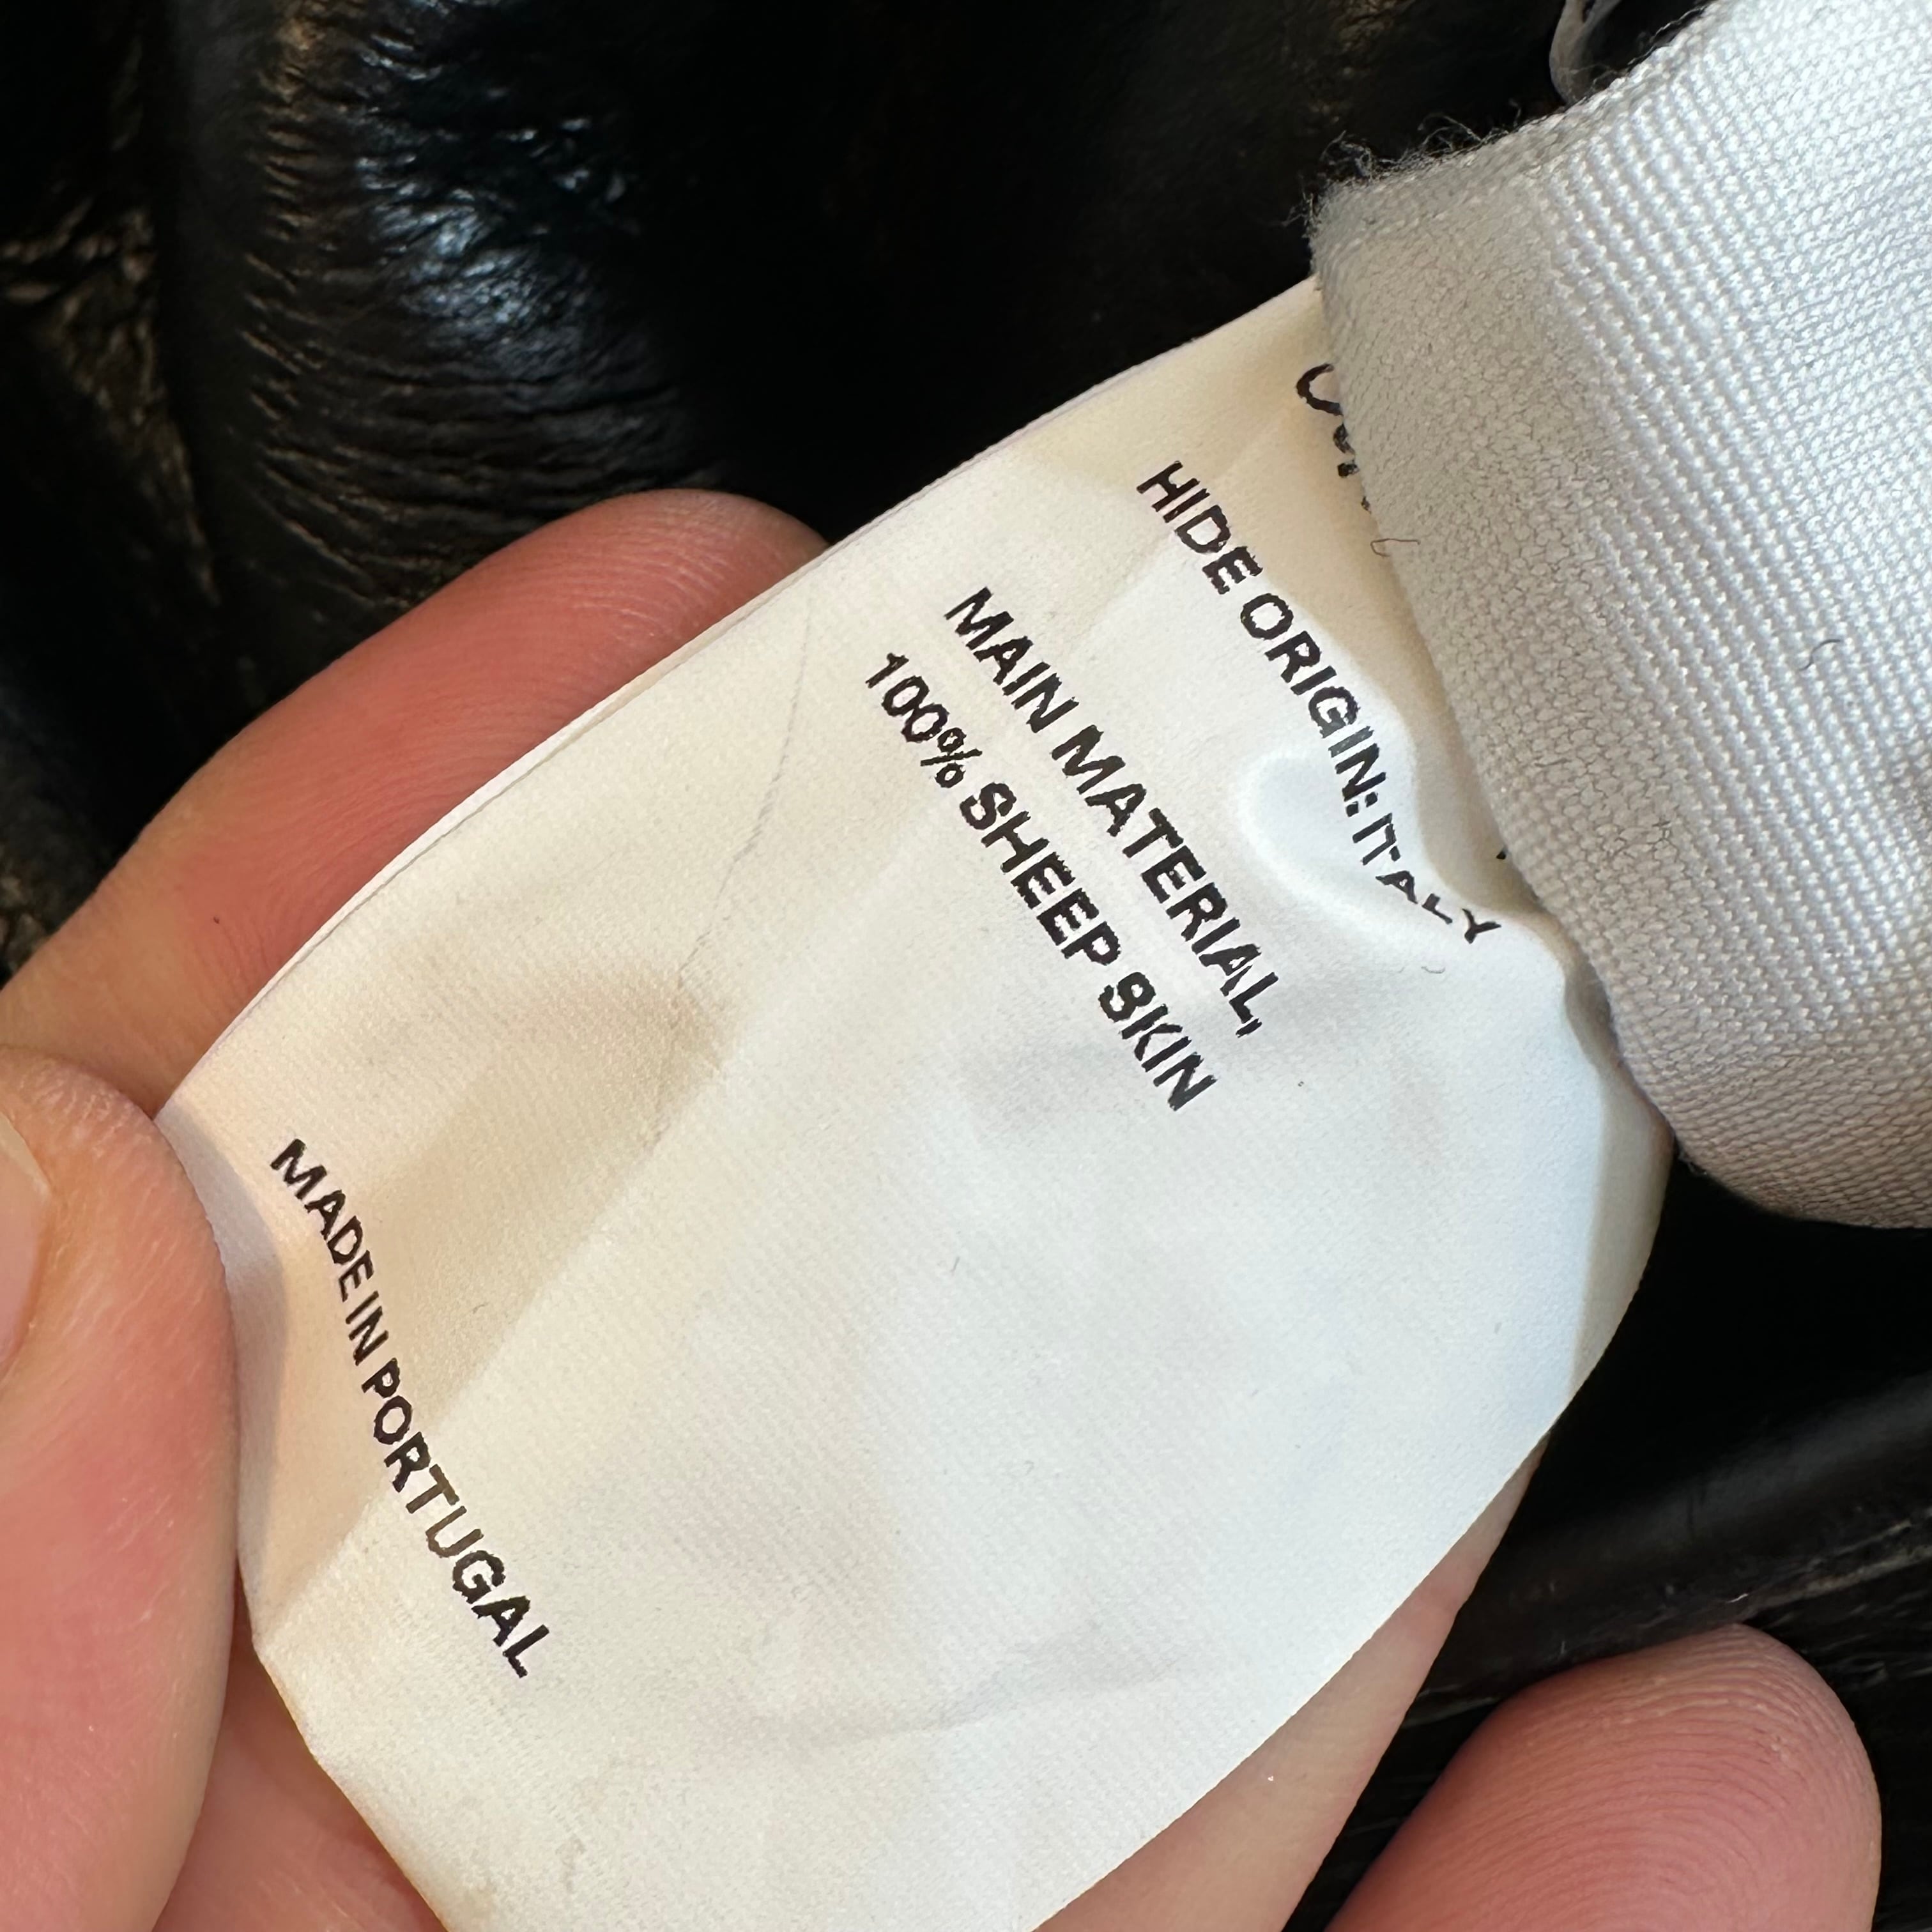 HIDE ORIGIN: ITALY
MAIN MATERIAL,
100% SHEEP SKIN
MADE IN PORTUGAL